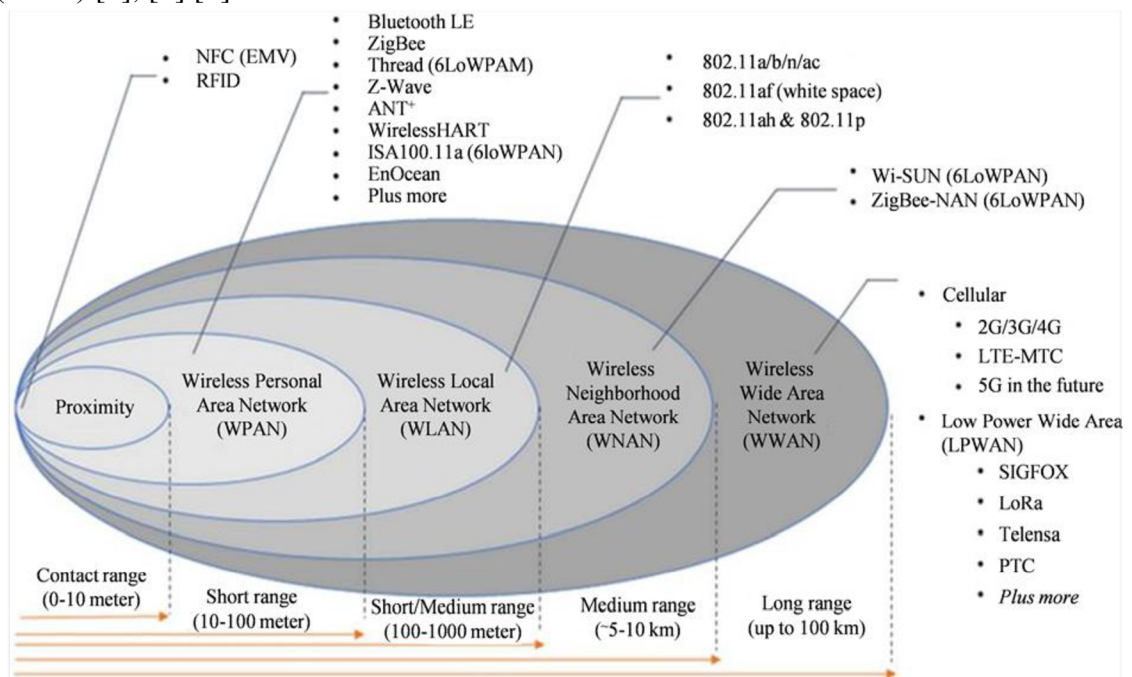 • Bluetooth LE
• ZigBee
• Thread (6LoWPAM)
• Z-Wave
• ANT+
• WirelessHART
• ISA100.11a (6loWPAN)
• EnOcean
• Plus more
• NFC (EMV)
• RFID
• 802.11a/b/n/ac
• 802.11af (white space)
• 802.11ah & 802.11p
• Wi-SUN (6LoWPAN)
• ZigBee-NAN (6LoWPAN)
• Cellular
• 2G/3G/4G
• LTE-MTC
• 5G in the future
• Low Power Wide Area
(LPWAN)
• SIGFOX
• LoRa
• Telensa
• PTC
• Plus more
Proximity
Wireless Personal
Area Network
(WPAN)
Wireless Local
Area Network
(WLAN)
Wireless
Neighborhood
Area Network
(WNAN)
Wireless
Wide Area
Network
(WWAN)
Contact range
(0-10 meter)
Short range
(10-100 meter)
Short/Medium range
(100-1000 meter)
Medium range
(~5-10 km)
Long range
(up to 100 km)